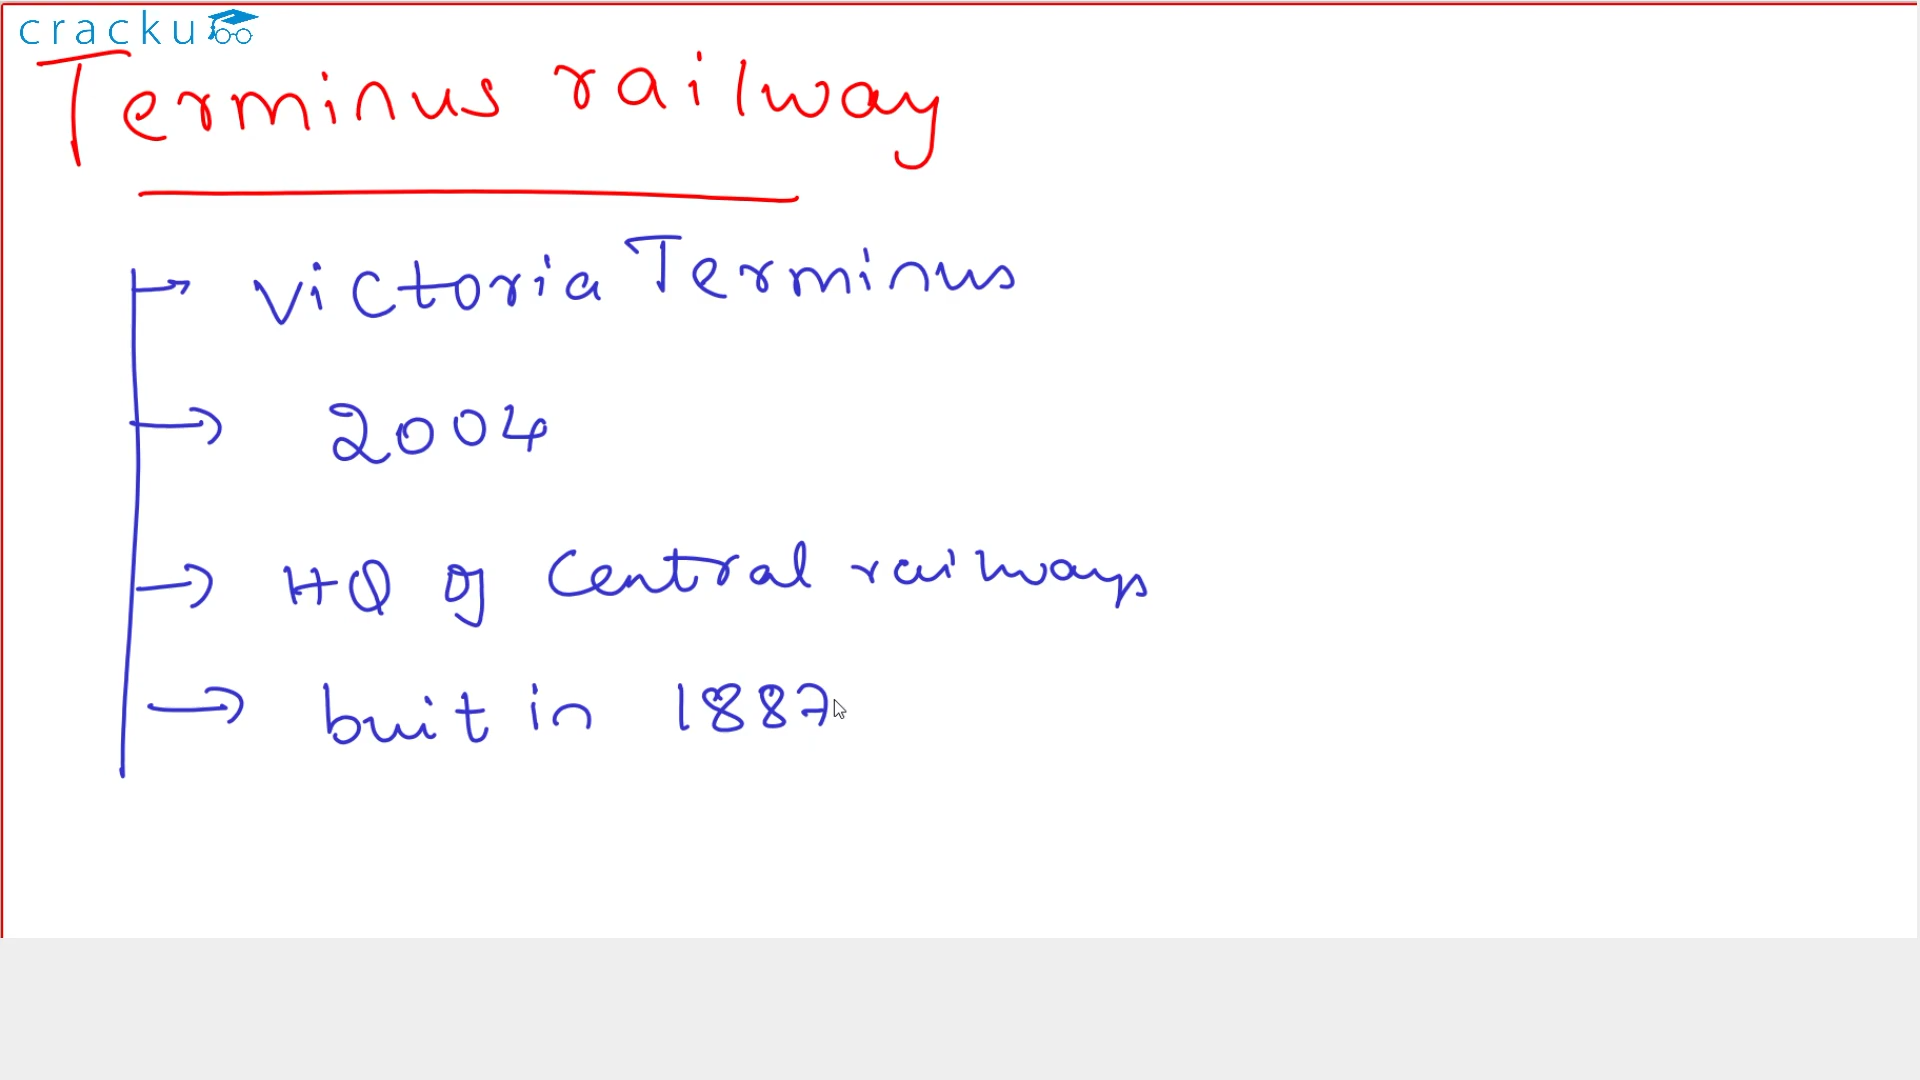 cracku
Terminus railway
Victoria Terminus
2004
HQ of Central railways
buit in 1887